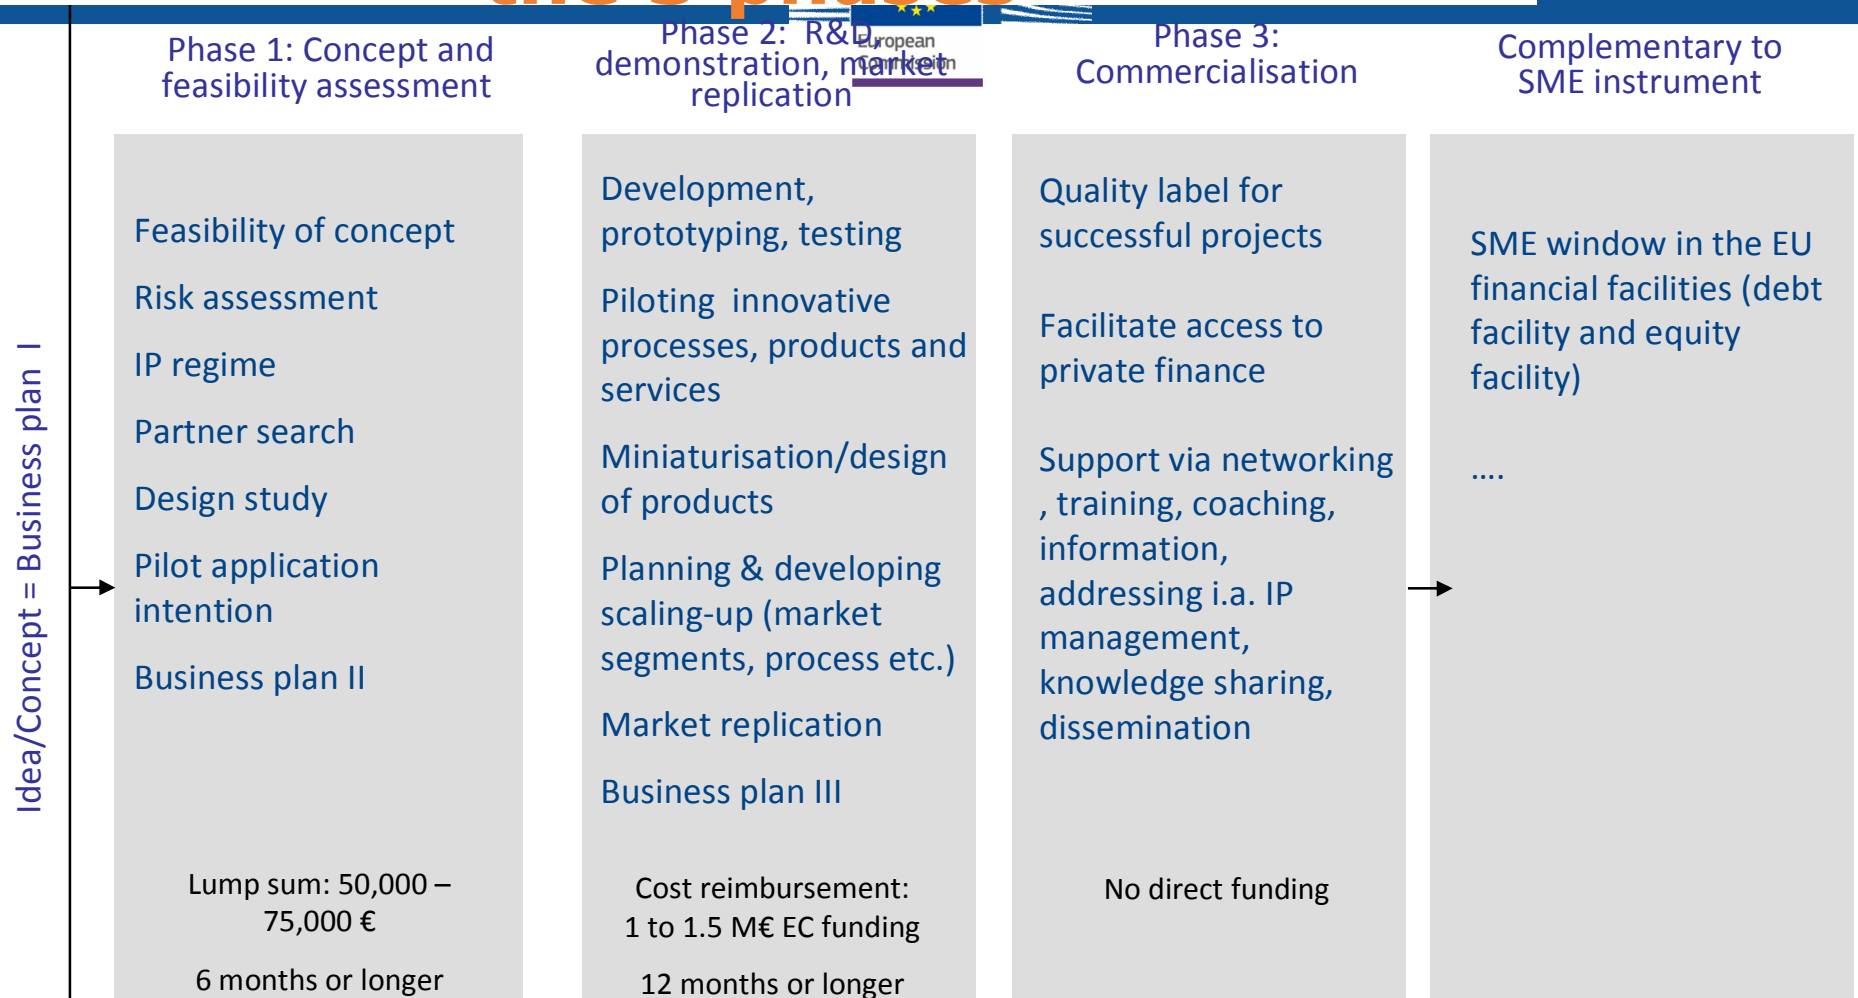 the 3 phases
Phase 1: Concept and
feasibility assessment
Phase 2: R&D,
demonstration, market
replication
European
Commission
Phase 3:
Commercialisation
Complementary to
SME instrument
Idea/Concept = Business plan I
Feasibility of concept
Risk assessment
IP regime
Partner search
Design study
Pilot application
intention
Business plan II
Lump sum: 50,000 –
75,000 €
6 months or longer
Development,
prototyping, testing
Piloting innovative
processes, products and
services
Miniaturisation/design
of products
Planning & developing
scaling-up (market
segments, process etc.)
Market replication
Business plan III
Cost reimbursement:
1 to 1.5 M€ EC funding
12 months or longer
Quality label for
successful projects
Facilitate access to
private finance
Support via networking
, training, coaching,
information,
addressing i.a. IP
management,
knowledge sharing,
dissemination
No direct funding
SME window in the EU
financial facilities (debt
facility and equity
facility)
....